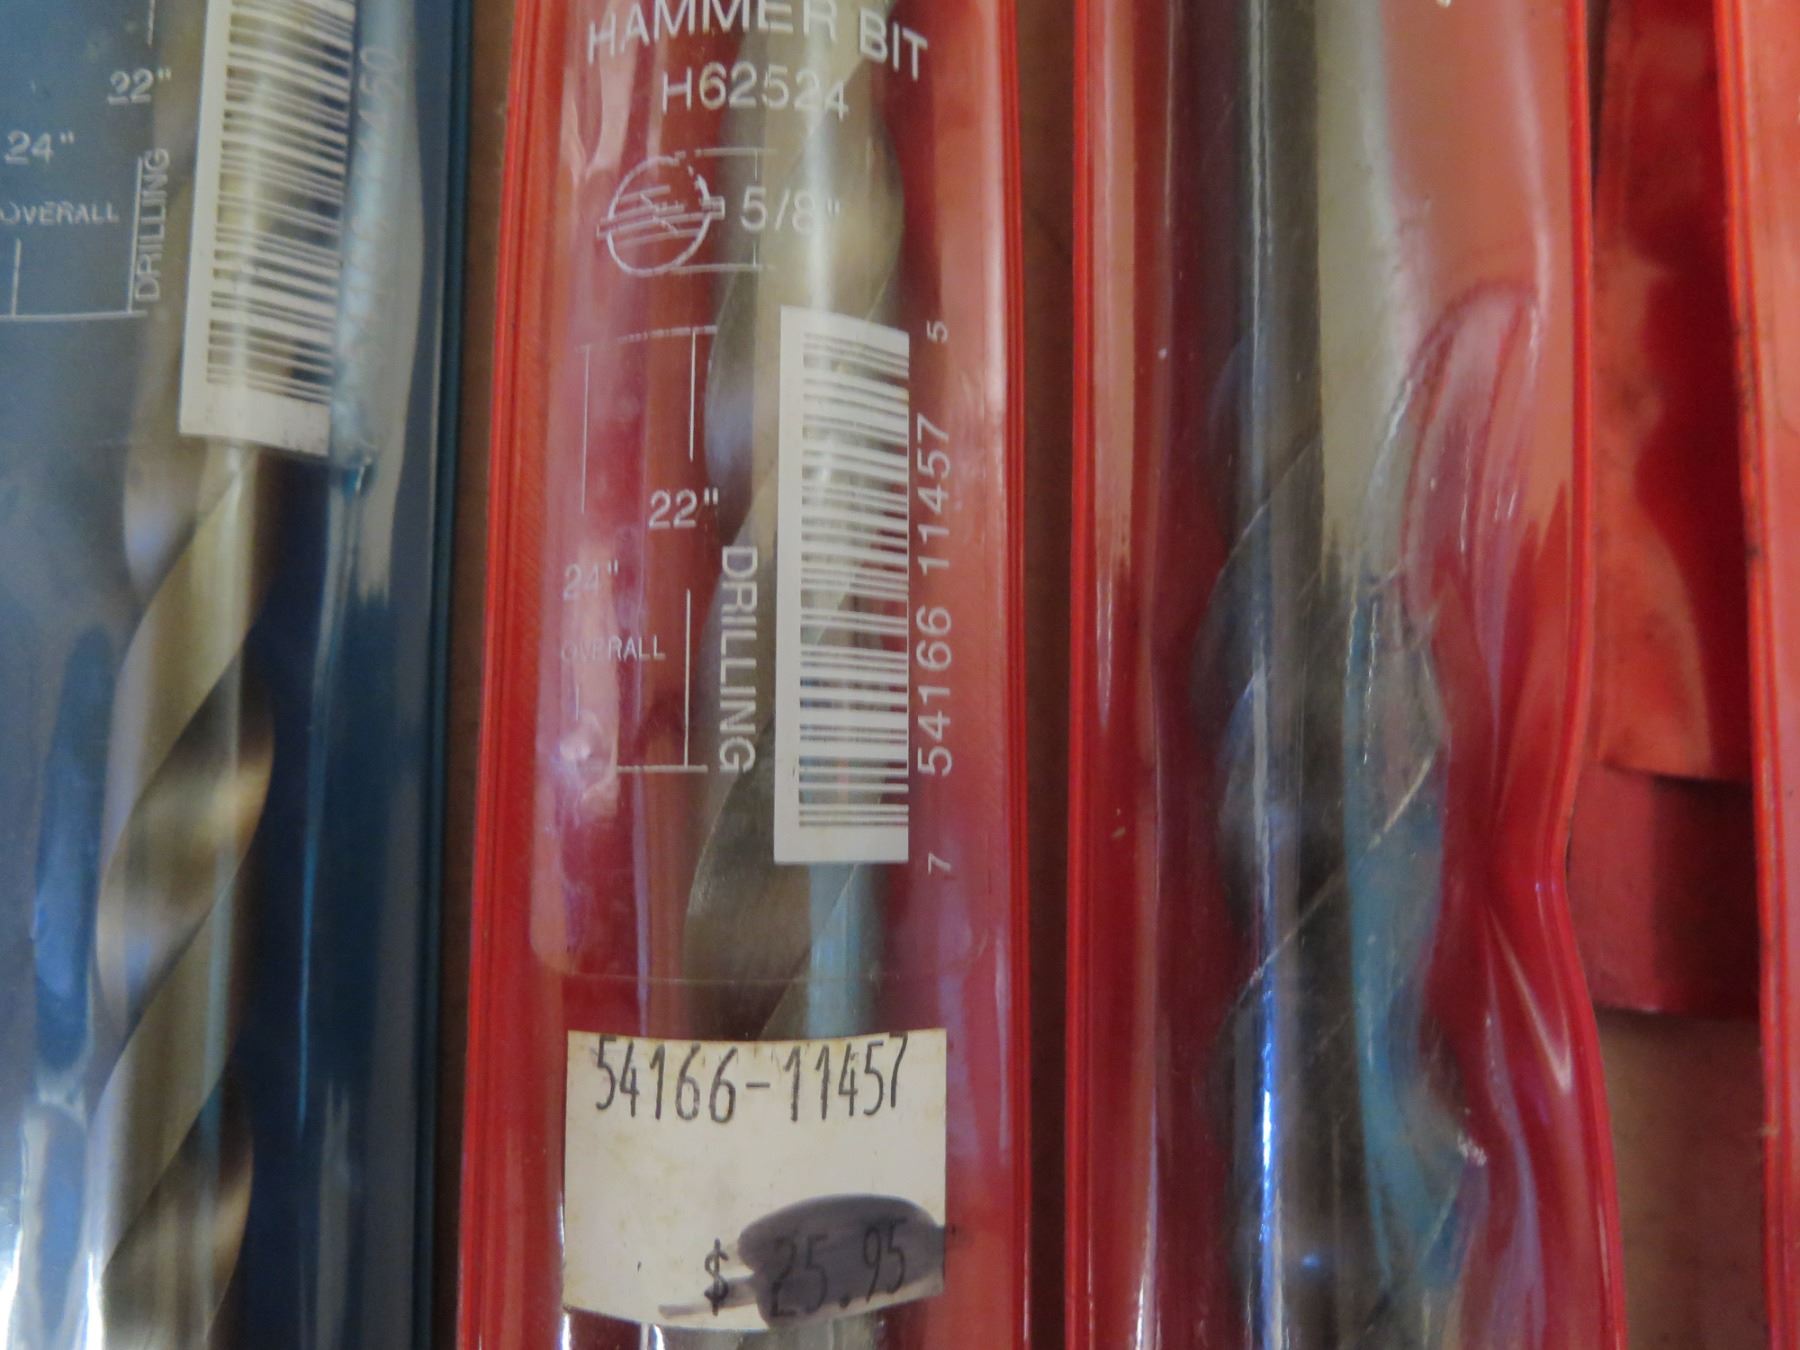 22"
24"
OVERALL
DRILLING
HAMMER BIT
H62524
5/8"
22"
DRILLING
24"
OVERALL
7 54166 11457 5
54166-11457
$ 25.95